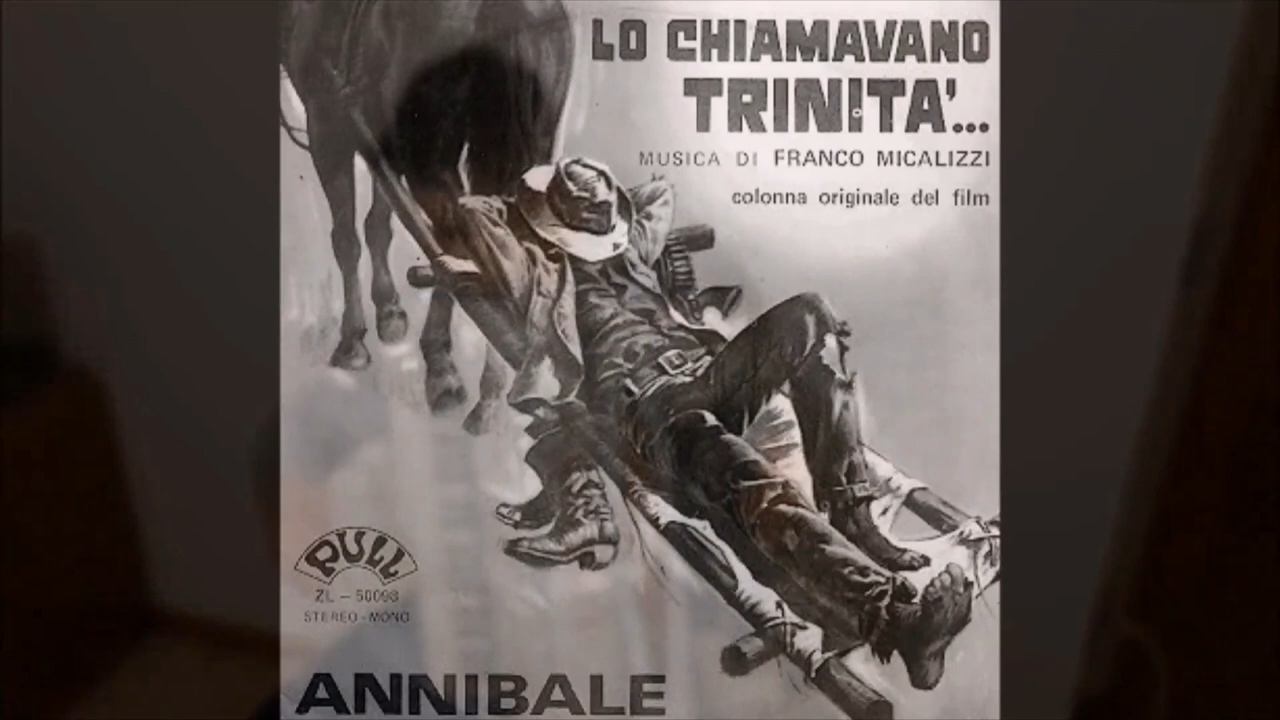 LO CHIAMAVANO
TRINITA'...
MUSICA DI FRANCO MICALIZZI
colonna originale del film
PULL
ZL - 50098
STEREO - MONO
ANNIBALE